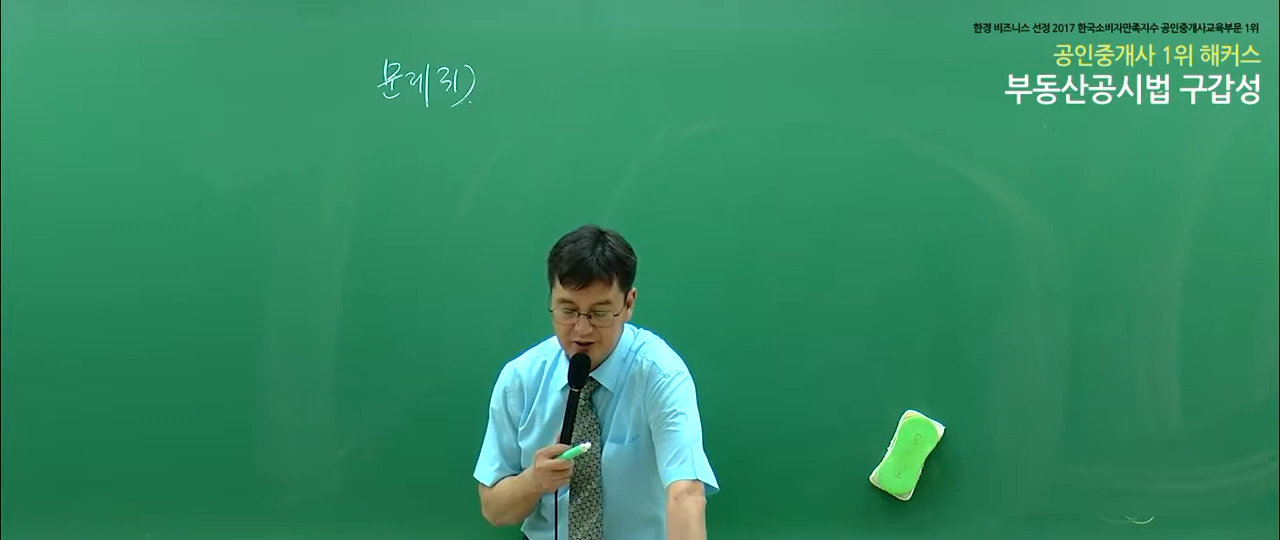 한경 비즈니스 선정 2017 한국소비자만족지수 공인중개사교육부문 1위
공인중개사 1위 해커스
부동산공시법 구갑성
문제31)